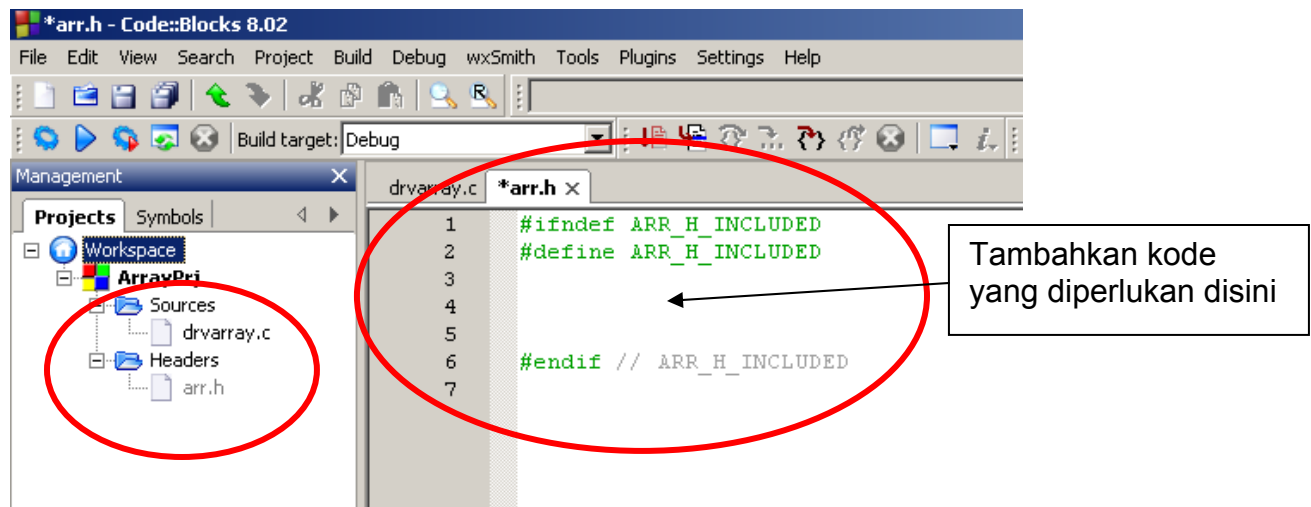 *arr.h - Code::Blocks 8.02
File Edit View Search Project Build Debug wxSmith Tools Plugins Settings Help
Build target: Debug
Management
Projects Symbols
Workspace
ArrayPrj
Sources
drvarray.c
Headers
arr.h
drvarray.c *arr.h
1 #ifndef ARR_H_INCLUDED
2 #define ARR_H_INCLUDED
3
4
5
6 #endif // ARR_H_INCLUDED
7
Tambahkan kode
yang diperlukan disini